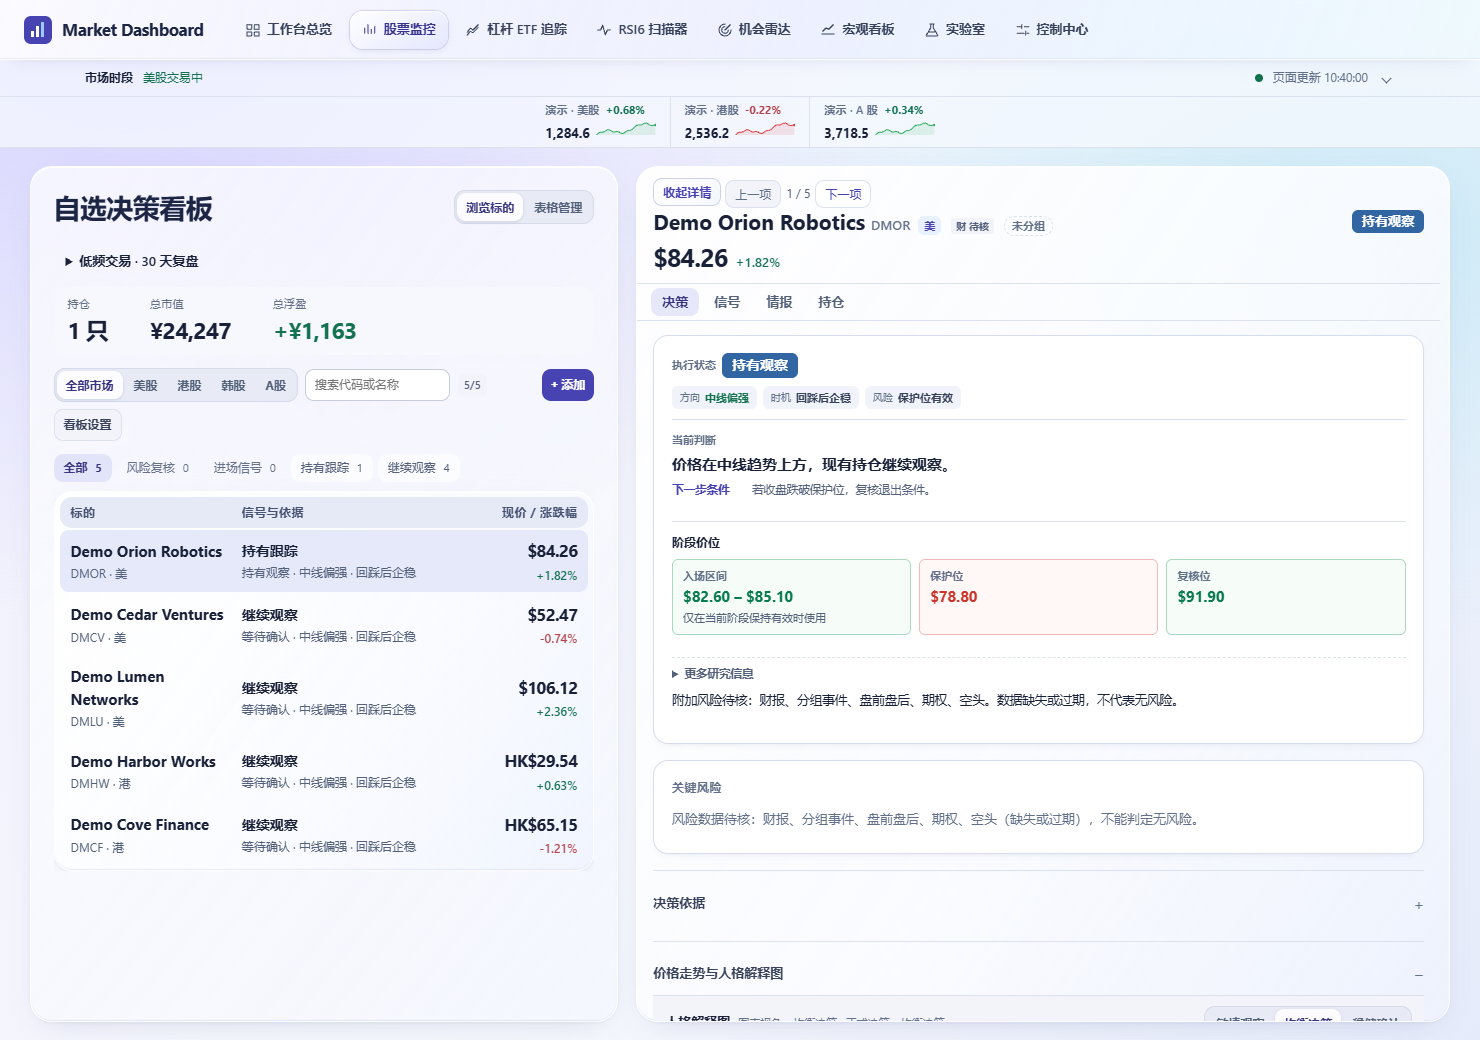 Market Dashboard
工作台总览
股票监控
杠杆 ETF 追踪
RSI6 扫描器
机会雷达
宏观看板
实验室
控制中心
市场时段 美股交易中
页面更新 10:40:00
演示 · 美股 +0.68%
1,284.6
演示 · 港股 -0.22%
2,536.2
演示 · A 股 +0.34%
3,718.5
自选决策看板
浏览标的 表格管理
▶ 低频交易 · 30 天复盘
持仓 总市值 总浮盈
1 只 ¥24,247 +¥1,163
全部市场 美股 港股 韩股 A股 搜索代码或名称 5/5 + 添加
看板设置
全部 5 风险复核 0 进场信号 0 持有跟踪 1 继续观察 4
标的 信号与依据 现价 / 涨跌幅
Demo Orion Robotics 持有跟踪 $84.26
DMOR · 美 持有观察 · 中线偏强 · 回踩后企稳 +1.82%
Demo Cedar Ventures 继续观察 $52.47
DMCV · 美 等待确认 · 中线偏强 · 回踩后企稳 -0.74%
Demo Lumen
Networks 继续观察 $106.12
DMLU · 美 等待确认 · 中线偏强 · 回踩后企稳 +2.36%
Demo Harbor Works 继续观察 HK$29.54
DMHW · 港 等待确认 · 中线偏强 · 回踩后企稳 +0.63%
Demo Cove Finance 继续观察 HK$65.15
DMCF · 港 等待确认 · 中线偏强 · 回踩后企稳 -1.21%
收起详情 上一项 1 / 5 下一项
Demo Orion Robotics DMOR 美 财 待核 未分组 持有观察
$84.26 +1.82%
决策 信号 情报 持仓
执行状态 持有观察
方向 中线偏强 时机 回踩后企稳 风险 保护位有效
当前判断
价格在中线趋势上方，现有持仓继续观察。
下一步条件 若收盘跌破保护位，复核退出条件。
阶段价位
入场区间
$82.60 – $85.10
仅在当前阶段保持有效时使用
保护位
$78.80
复核位
$91.90
▶ 更多研究信息
附加风险待核：财报、分组事件、盘前盘后、期权、空头。数据缺失或过期，不代表无风险。
关键风险
风险数据待核：财报、分组事件、盘前盘后、期权、空头（缺失或过期），不能判定无风险。
决策依据 +
价格走势与人格解释图 –
人格解释图
均衡决策